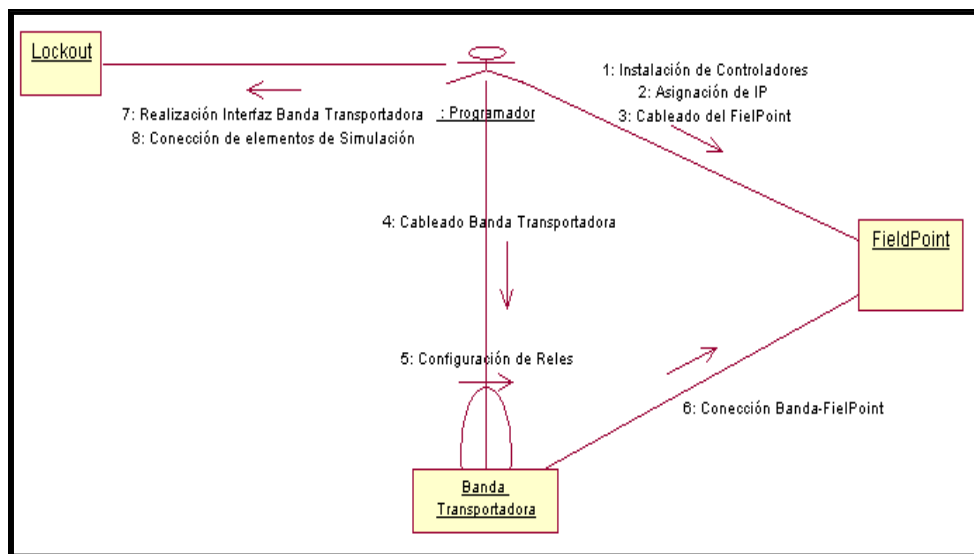 Lockout
1: Instalación de Controladores
2: Asignación de IP
3: Cableado del FielPoint
7: Realización Interfaz Banda Transportadora
: Programador
8: Conección de elementos de Simulación
4: Cableado Banda Transportadora
FieldPoint
5: Configuración de Reles
6: Conección Banda-FielPoint
Banda
Transportadora